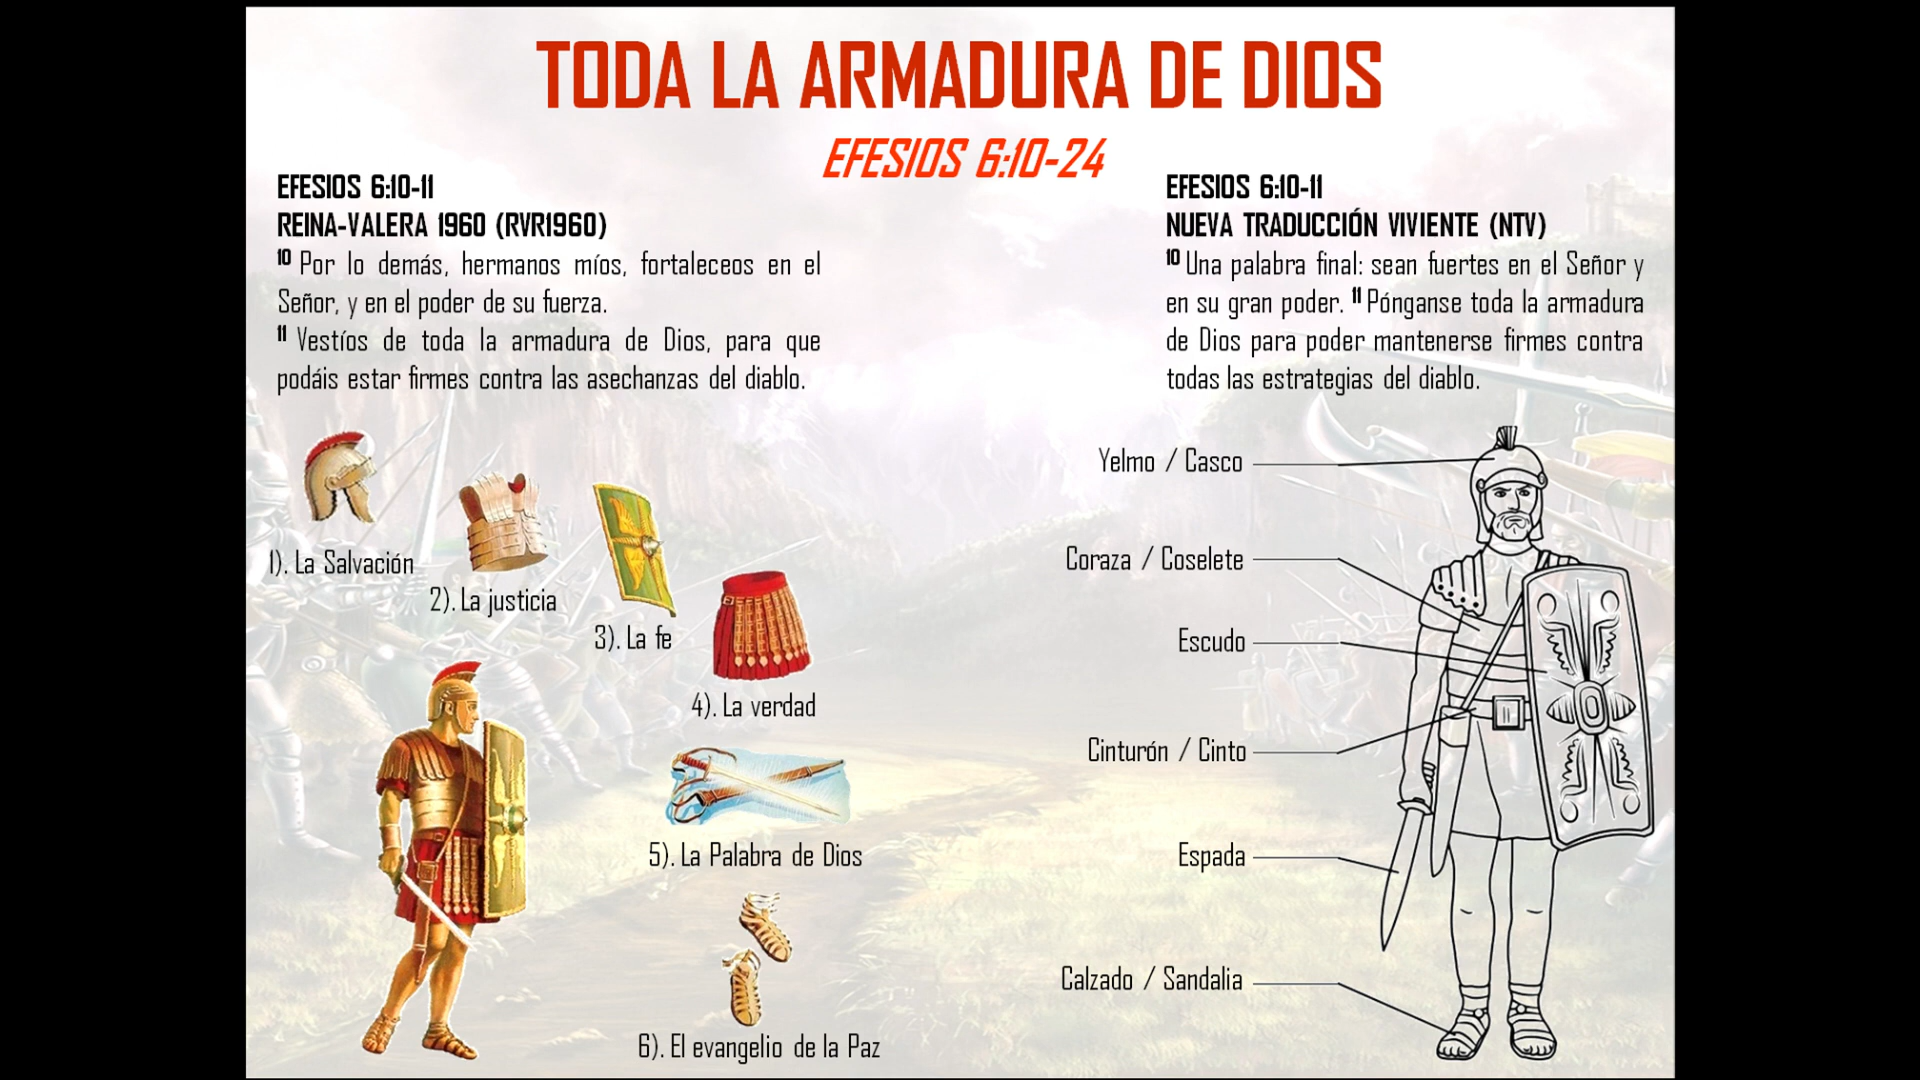 TODA LA ARMADURA DE DIOS
EFESIOS 6:10-24
EFESIOS 6:10-11
REINA-VALERA 1960 (RVR1960)
10 Por lo demás, hermanos míos, fortaleceos en el
Señor, y en el poder de su fuerza.
11 Vestíos de toda la armadura de Dios, para que
podáis estar firmes contra las asechanzas del diablo.
EFESIOS 6:10-11
NUEVA TRADUCCIÓN VIVIENTE (NTV)
10 Una palabra final: sean fuertes en el Señor y
en su gran poder. 11 Pónganse toda la armadura
de Dios para poder mantenerse firmes contra
todas las estrategias del diablo.
1). La Salvación
2). La justicia
3). La fe
4). La verdad
5). La Palabra de Dios
6). El evangelio de la Paz
Yelmo / Casco
Coraza / Coselete
Escudo
Cinturón / Cinto
Espada
Calzado / Sandalia